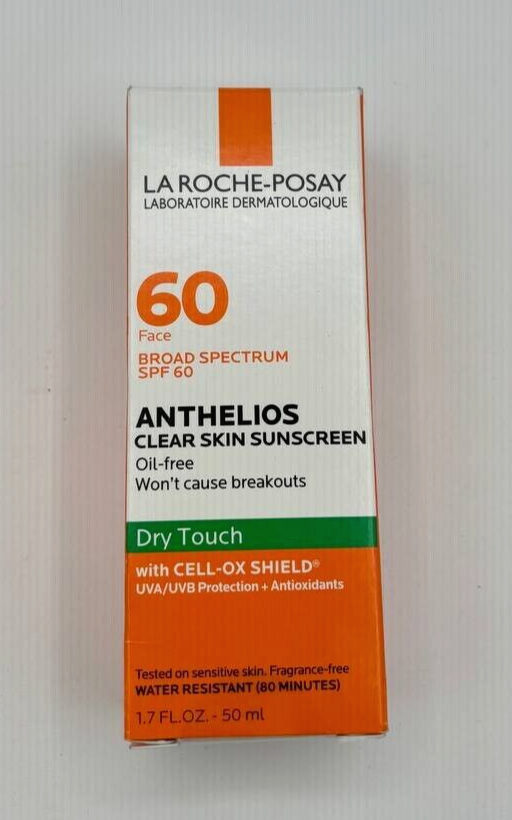 LA ROCHE-POSAY
LABORATOIRE DERMATOLOGIQUE
60
Face
BROAD SPECTRUM
SPF 60
ANTHELIOS
CLEAR SKIN SUNSCREEN
Oil-free
Won't cause breakouts
Dry Touch
with CELL-OX SHIELD®
UVA/UVB Protection + Antioxidants
Tested on sensitive skin. Fragrance-free
WATER RESISTANT (80 MINUTES)
1.7 FL.OZ. - 50 ml